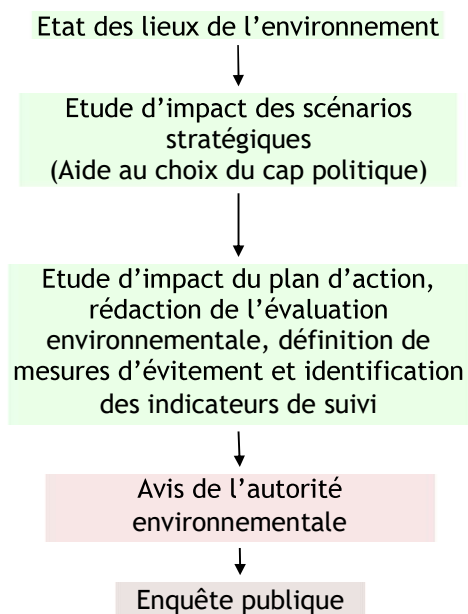 Etat des lieux de l’environnement
Etude d’impact des scénarios
stratégiques
(Aide au choix du cap politique)
Etude d’impact du plan d’action,
rédaction de l’évaluation
environnementale, définition de
mesures d’évitement et identification
des indicateurs de suivi
Avis de l’autorité
environnementale
Enquête publique